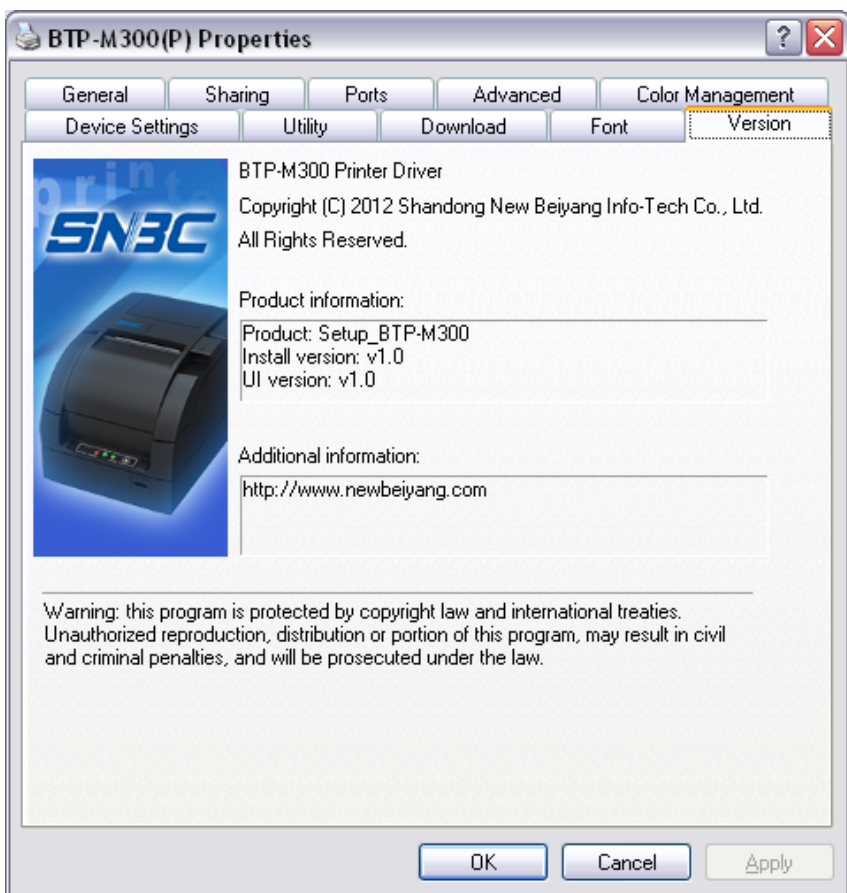 BTP-M300(P) Properties
General Sharing Ports Advanced Color Management
Device Settings Utility Download Font Version
SNBC
BTP-M300 Printer Driver
Copyright (C) 2012 Shandong New Beiyang Info-Tech Co., Ltd.
All Rights Reserved.
Product information:
Product: Setup_BTP-M300
Install version: v1.0
UI version: v1.0
Additional information:
http://www.newbeiyang.com
Warning: this program is protected by copyright law and international treaties.
Unauthorized reproduction, distribution or portion of this program, may result in civil
and criminal penalties, and will be prosecuted under the law.
OK Cancel Apply